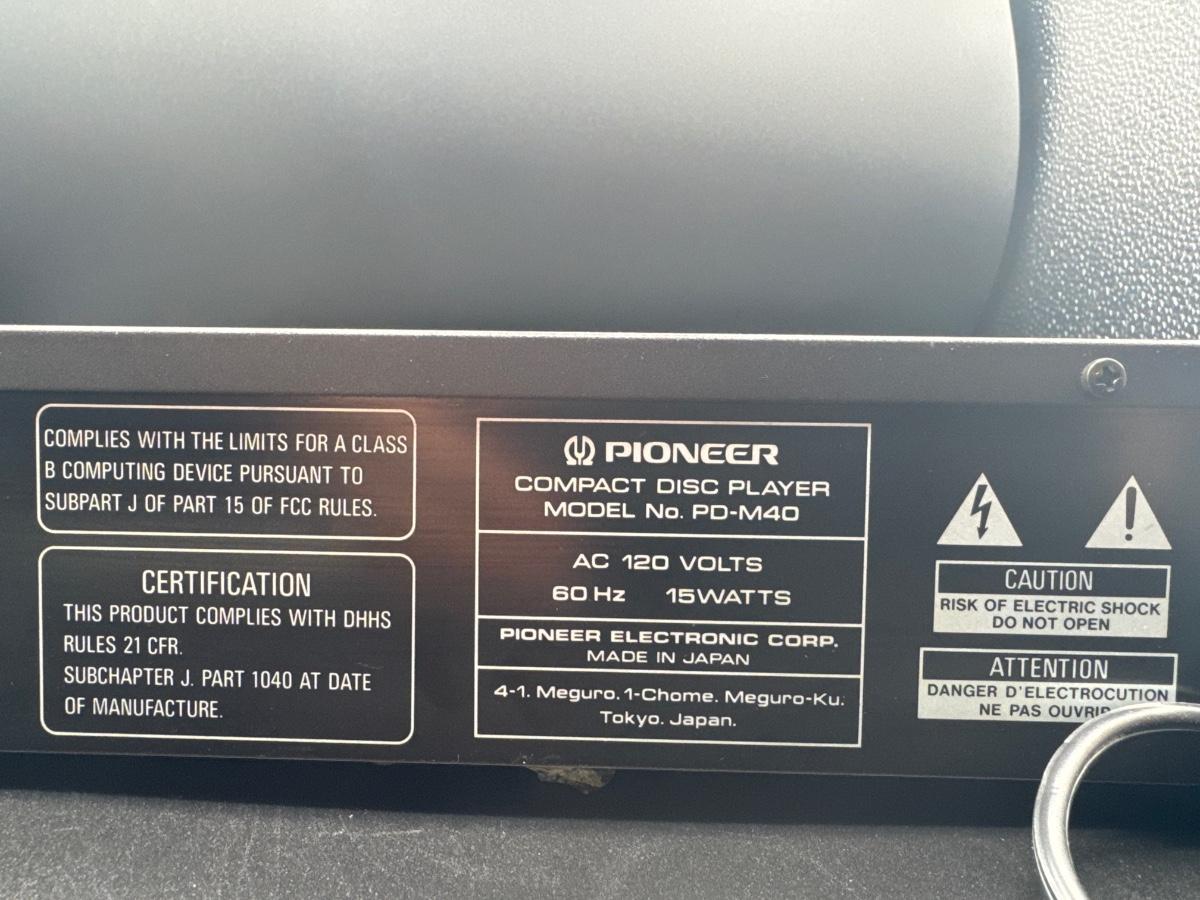 COMPLIES WITH THE LIMITS FOR A CLASS
B COMPUTING DEVICE PURSUANT TO
SUBPART J OF PART 15 OF FCC RULES.
CERTIFICATION
THIS PRODUCT COMPLIES WITH DHHS
RULES 21 CFR.
SUBCHAPTER J. PART 1040 AT DATE
OF MANUFACTURE.
PIONEER
COMPACT DISC PLAYER
MODEL No. PD-M40
AC 120 VOLTS
60 Hz 15WATTS
PIONEER ELECTRONIC CORP.
MADE IN JAPAN
4-1. Meguro. 1-Chome. Meguro-Ku.
Tokyo. Japan.
CAUTION
RISK OF ELECTRIC SHOCK
DO NOT OPEN
ATTENTION
DANGER D'ELECTROCUTION
NE PAS OUVRIR